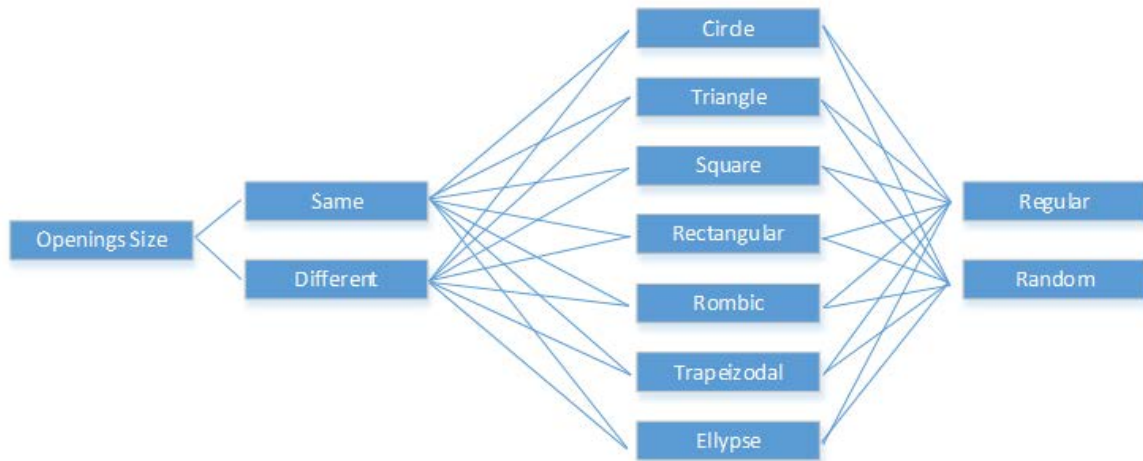 Openings Size
Same
Different
Circle
Triangle
Square
Rectangular
Rombic
Trapeizodal
Ellypse
Regular
Random